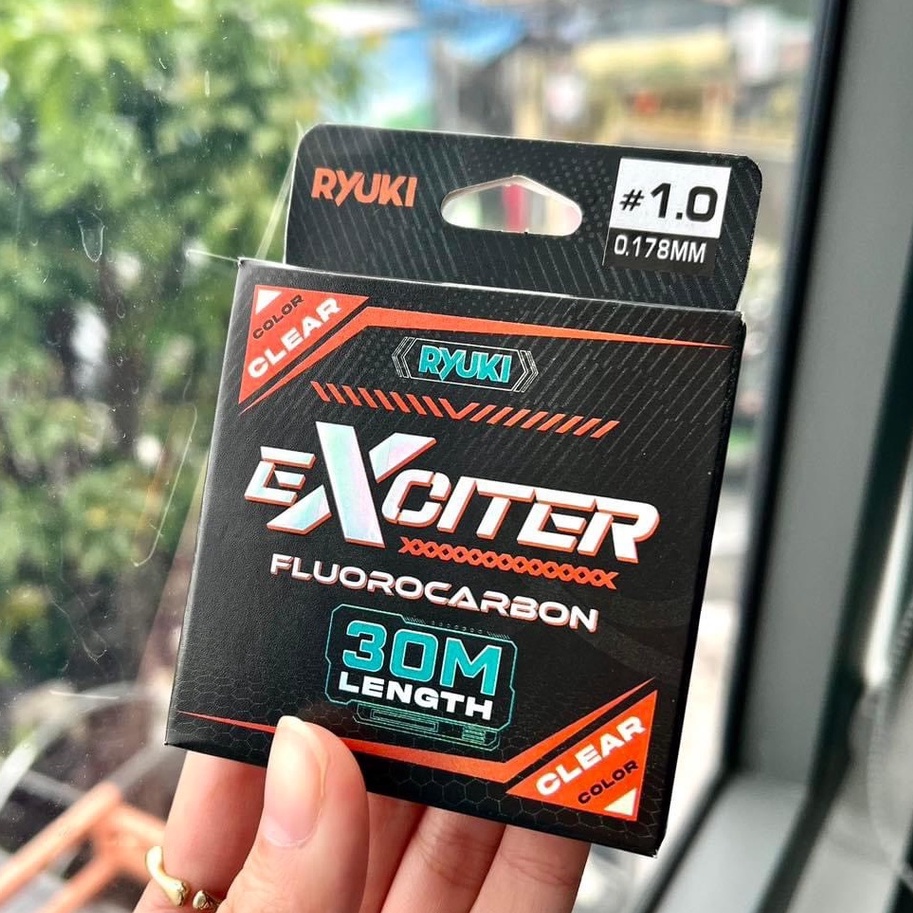 RYUKI
#1.0
0.178MM
COLOR
CLEAR
RYUKI
EXCITER
FLUOROCARBON
30M
LENGTH
CLEAR
COLOR